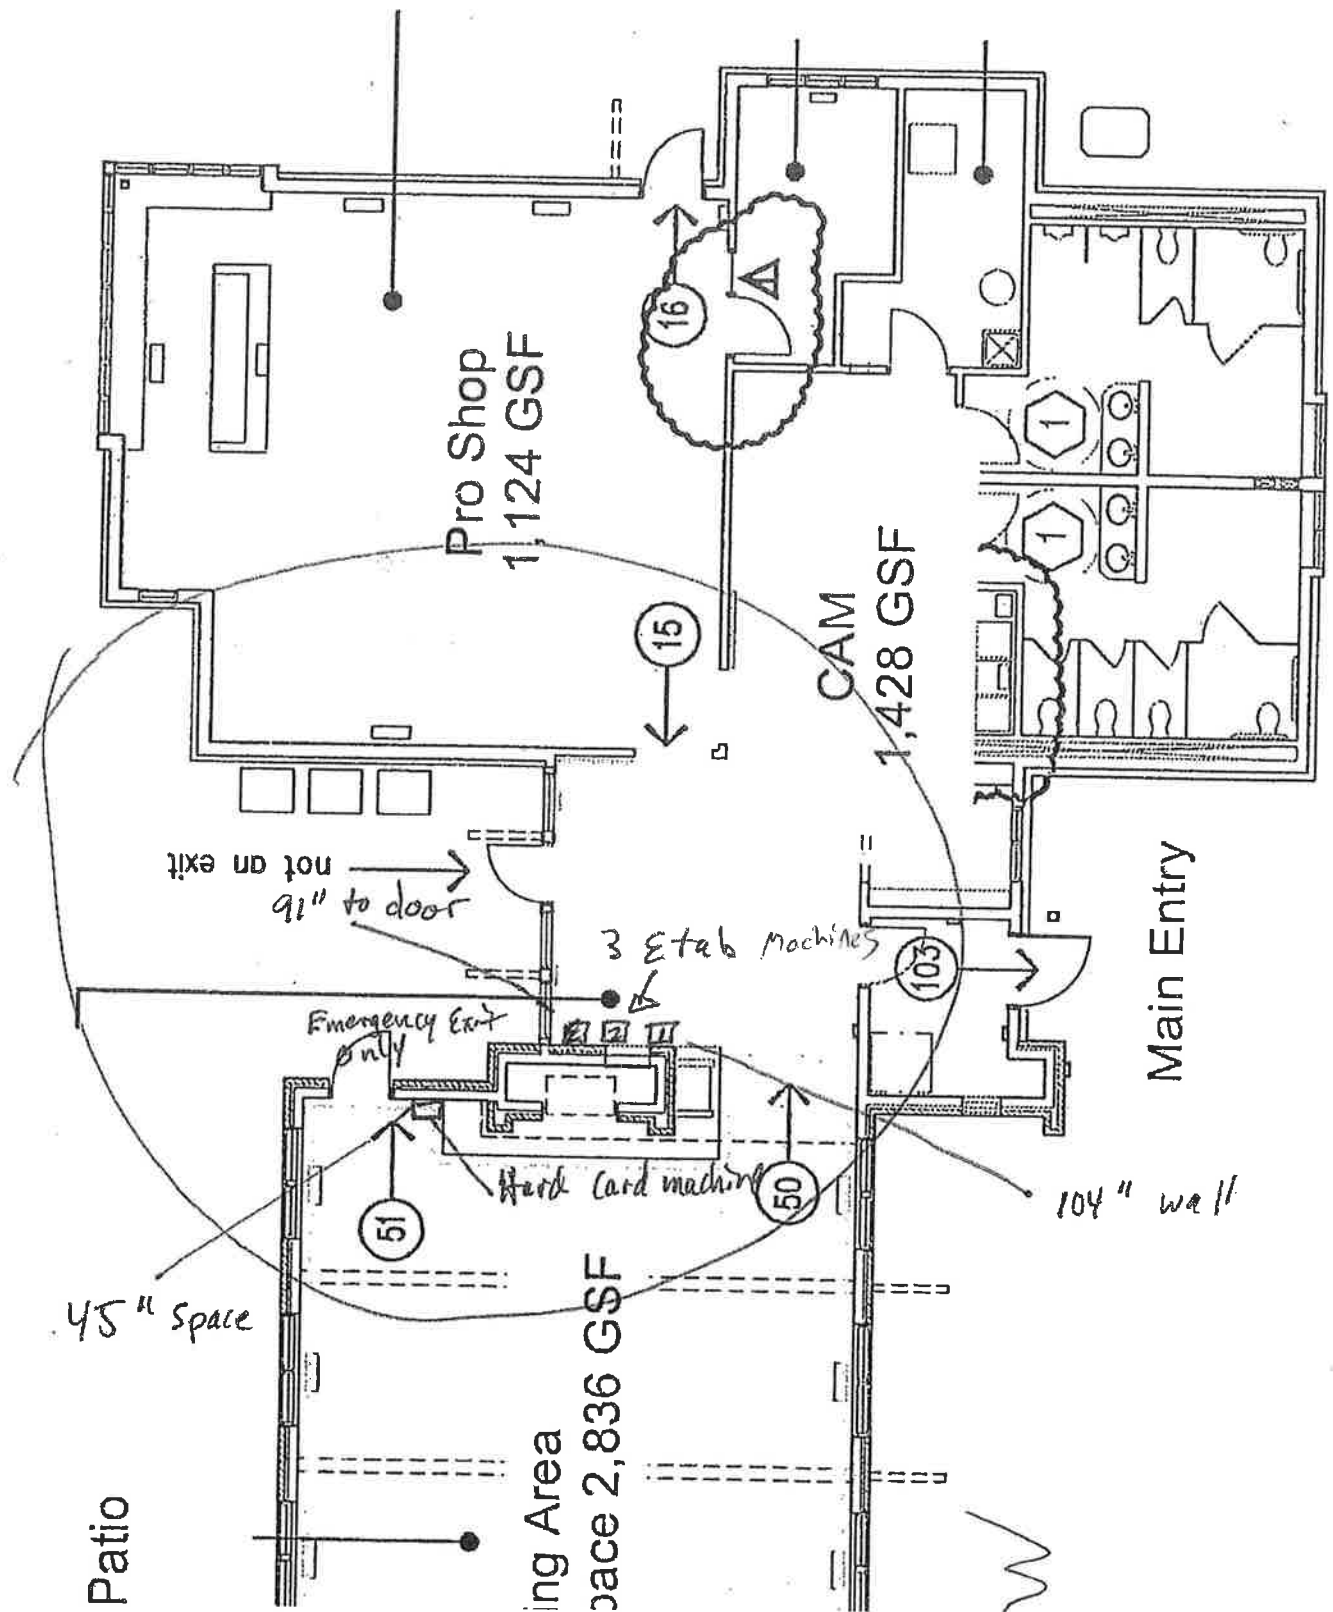 Pro Shop
1,124 GSF
16
15
CAM
1,428 GSF
1
1
not an exit
91" to door
3 Etab Machines
2
1
103
Emergency Exit
Only
Main Entry
51
Hard Card machine
50
104" wall
45" Space
Patio
ing Area
pace 2,836 GSF